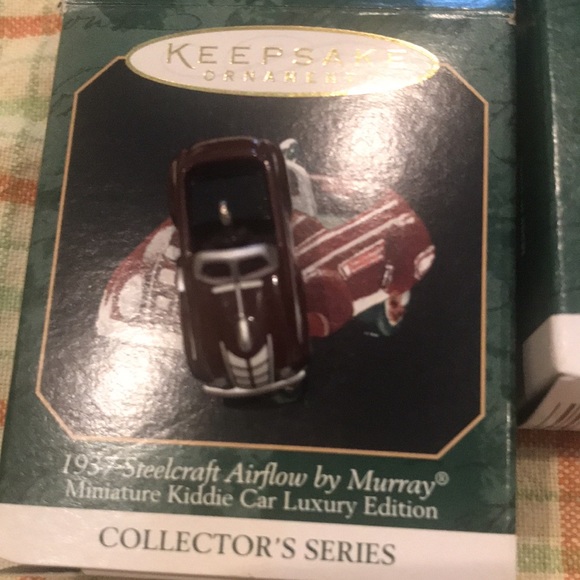 KEEPSAKE
ORNAMENT
1937 Steelcraft Airflow by Murray®
Miniature Kiddie Car Luxury Edition
COLLECTOR'S SERIES